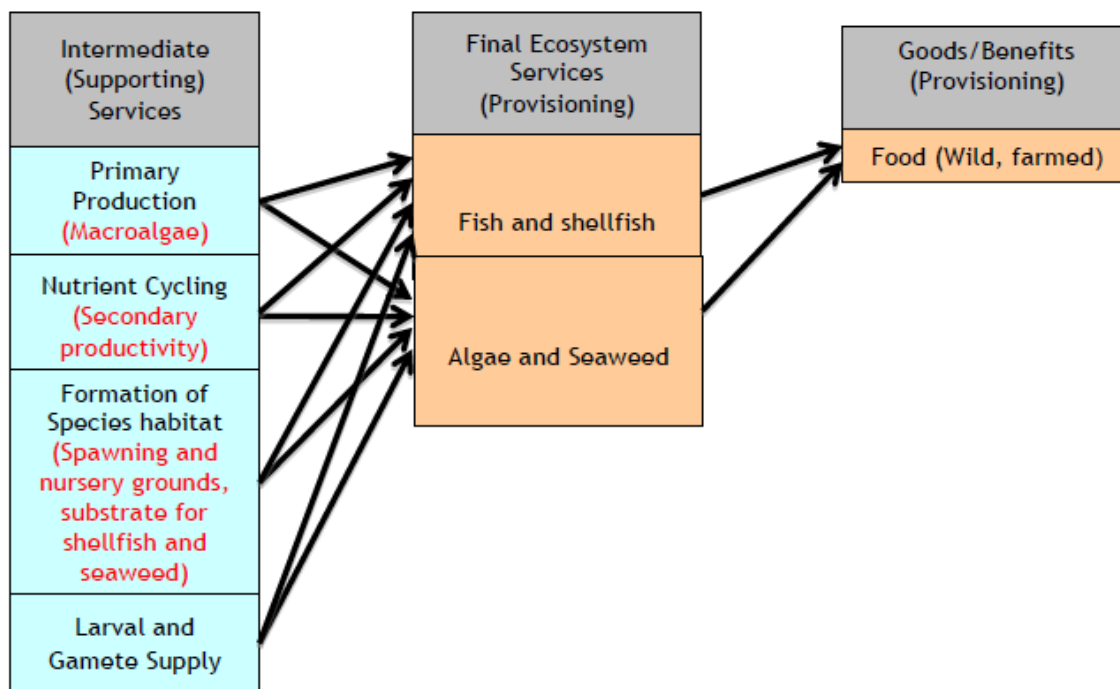 Intermediate
(Supporting)
Services
Primary
Production
(Macroalgae)
Nutrient Cycling
(Secondary
productivity)
Formation of
Species habitat
(Spawning and
nursery grounds,
substrate for
shellfish and
seaweed)
Larval and
Gamete Supply
Final Ecosystem
Services
(Provisioning)
Fish and shellfish
Algae and Seaweed
Goods/Benefits
(Provisioning)
Food (Wild, farmed)